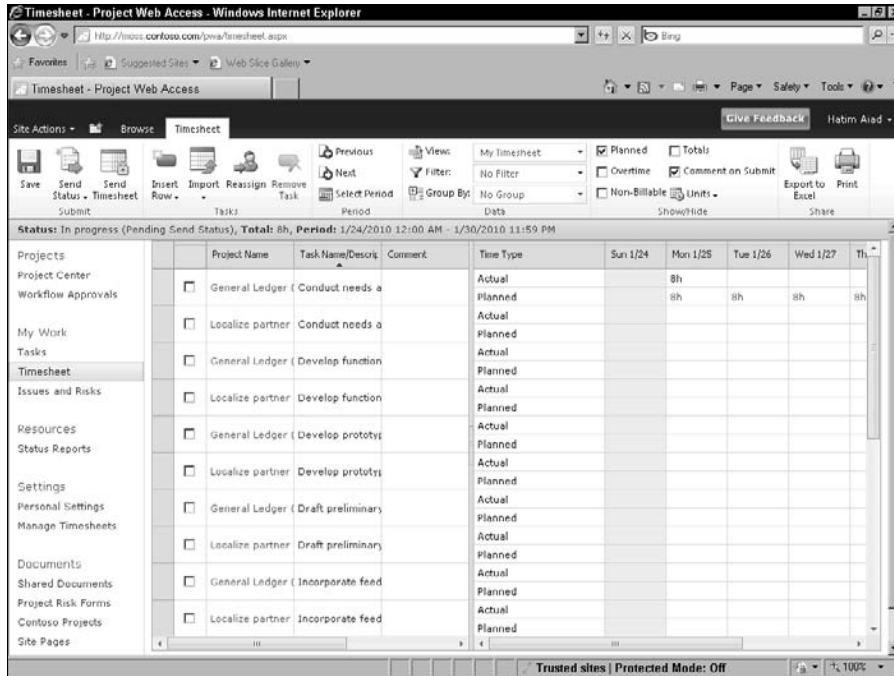 Timesheet - Project Web Access - Windows Internet Explorer
http://moss.contoso.com/pwa/timesheet.aspx
Bing
Favorites Suggested Sites Web Slice Gallery
Timesheet - Project Web Access
Page Safety Tools
Give Feedback Hatim Aiad
Site Actions Browse Timesheet
Save
Send Status
Send Timesheet
Submit
Insert Row
Import
Reassign
Remove Task
Tasks
Previous
Next
Select Period
Period
View: My Timesheet
Filter: No Filter
Group By: No Group
Data
Planned Totals
Overtime Comment on Submit
Non-Billable Units
Show/Hide
Export to Excel
Print
Share
Status: In progress (Pending Send Status), Total: 8h, Period: 1/24/2010 12:00 AM - 1/30/2010 11:59 PM
Projects
Project Center
Workflow Approvals
My Work
Tasks
Timesheet
Issues and Risks
Resources
Status Reports
Settings
Personal Settings
Manage Timesheets
Documents
Shared Documents
Project Risk Forms
Contoso Projects
Site Pages
Project Name Task Name/Descrip Comment Time Type Sun 1/24 Mon 1/25 Tue 1/26 Wed 1/27 Th
General Ledger ( Conduct needs a
Actual 8h
Planned 8h 8h 8h 8h
Localize partner Conduct needs a
Actual
Planned
General Ledger ( Develop function
Actual
Planned
Localize partner Develop function
Actual
Planned
General Ledger ( Develop prototyp
Actual
Planned
Localize partner Develop prototyp
Actual
Planned
General Ledger ( Draft preliminary
Actual
Planned
Localize partner Draft preliminary
Actual
Planned
General Ledger ( Incorporate feed
Actual
Planned
Localize partner Incorporate feed
Actual
Planned
Trusted sites | Protected Mode: Off
100%